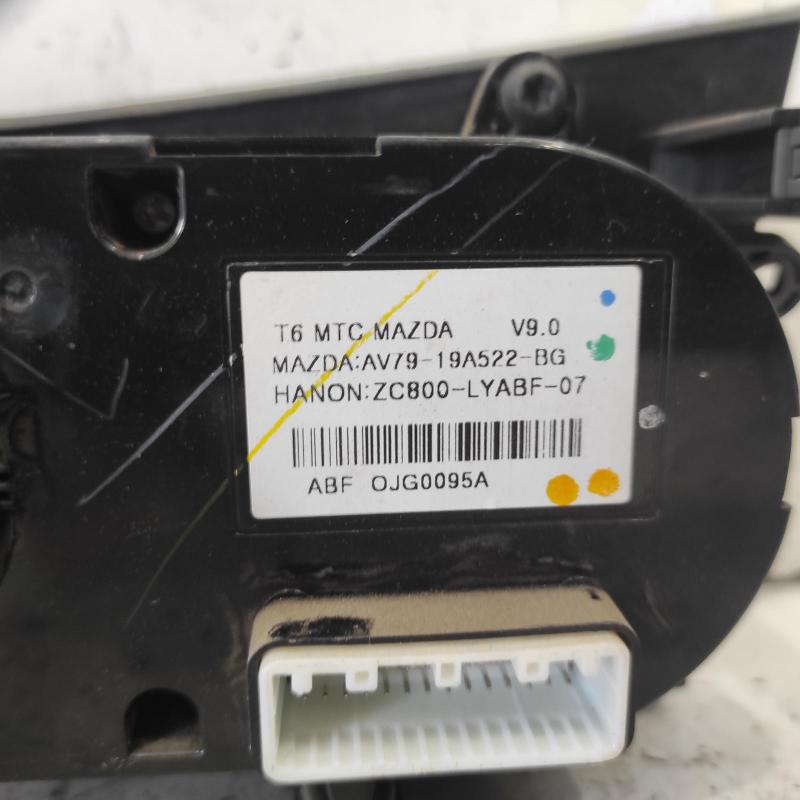 T6 MTC MAZDA V9.0
MAZDA:AV79-19A522-BG
HANON:ZC800-LYABF-07
ABF OJG0095A